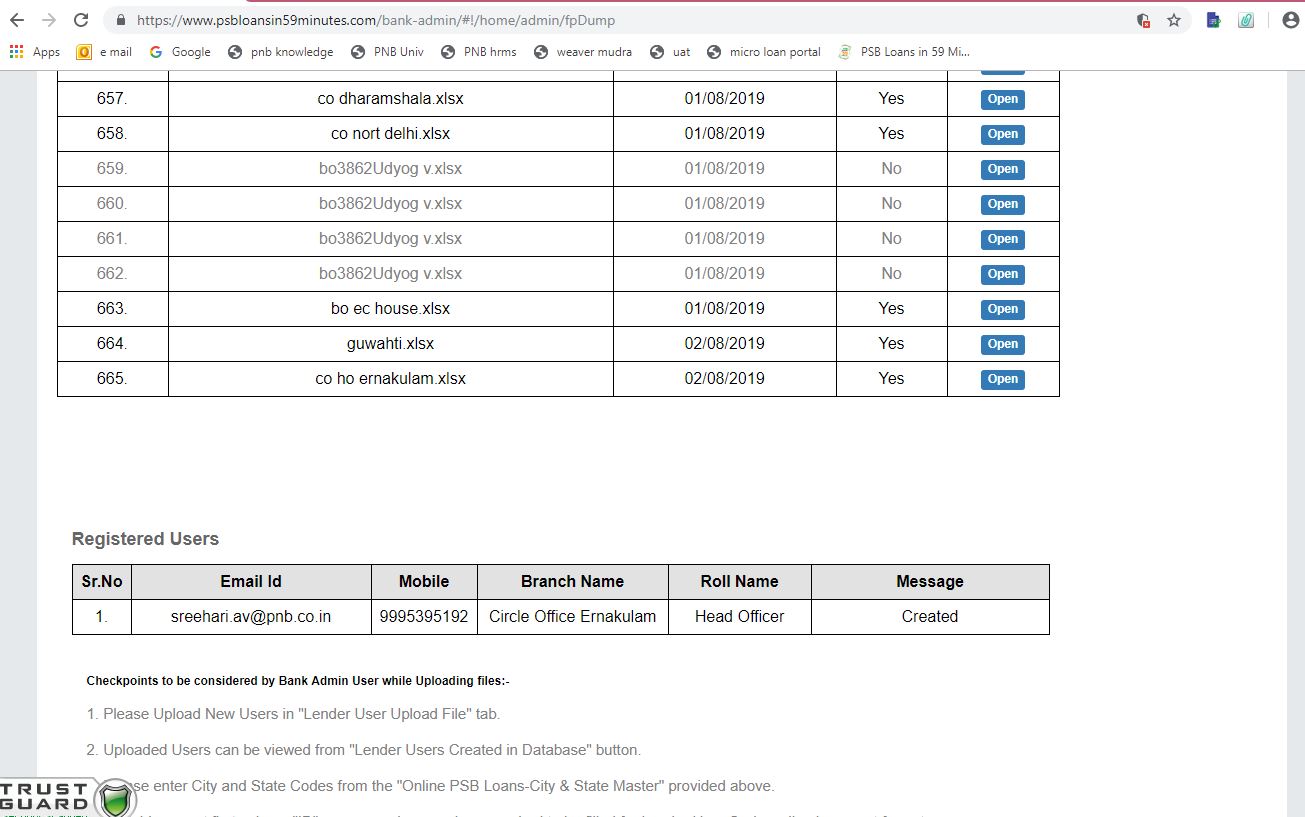 https://www.psbloansin59minutes.com/bank-admin/#!/home/admin/fpDump
Apps e mail Google pnb knowledge PNB Univ PNB hrms weaver mudra uat micro loan portal PSB Loans in 59 Mi...
657. co dharamshala.xlsx 01/08/2019 Yes Open
658. co nort delhi.xlsx 01/08/2019 Yes Open
659. bo3862Udyog v.xlsx 01/08/2019 No Open
660. bo3862Udyog v.xlsx 01/08/2019 No Open
661. bo3862Udyog v.xlsx 01/08/2019 No Open
662. bo3862Udyog v.xlsx 01/08/2019 No Open
663. bo ec house.xlsx 01/08/2019 Yes Open
664. guwahti.xlsx 02/08/2019 Yes Open
665. co ho ernakulam.xlsx 02/08/2019 Yes Open
Registered Users
Sr.No Email Id Mobile Branch Name Roll Name Message
1. sreehari.av@pnb.co.in 9995395192 Circle Office Ernakulam Head Officer Created
Checkpoints to be considered by Bank Admin User while Uploading files:-
1. Please Upload New Users in "Lender User Upload File" tab.
2. Uploaded Users can be viewed from "Lender Users Created in Database" button.
enter City and State Codes from the "Online PSB Loans-City & State Master" provided above.
TRUST
GUARD